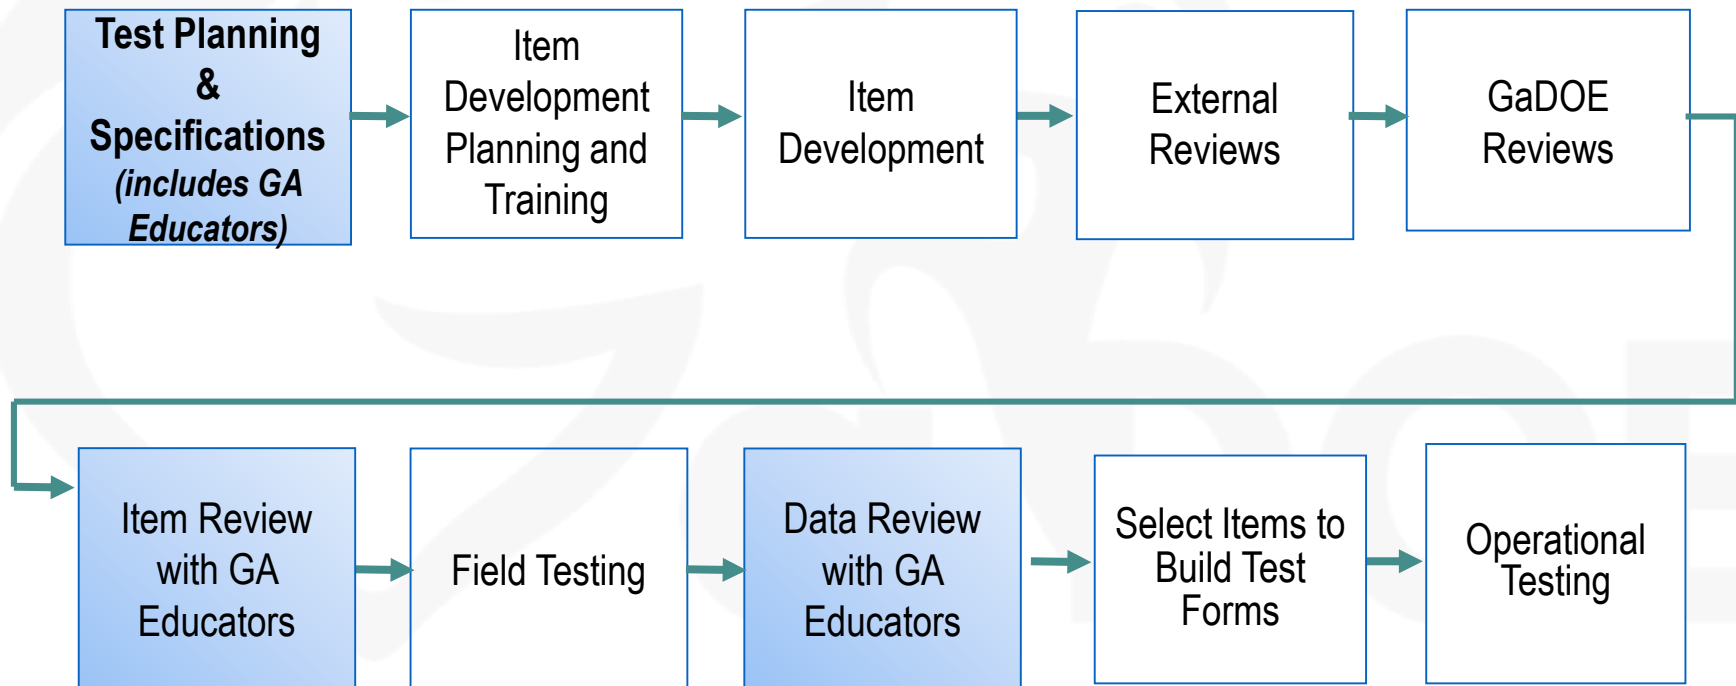 Test Planning
&
Specifications
(includes GA
Educators)
Item
Development
Planning and
Training
Item
Development
External
Reviews
GaDOE
Reviews
Item Review
with GA
Educators
Field Testing
Data Review
with GA
Educators
Select Items to
Build Test
Forms
Operational
Testing